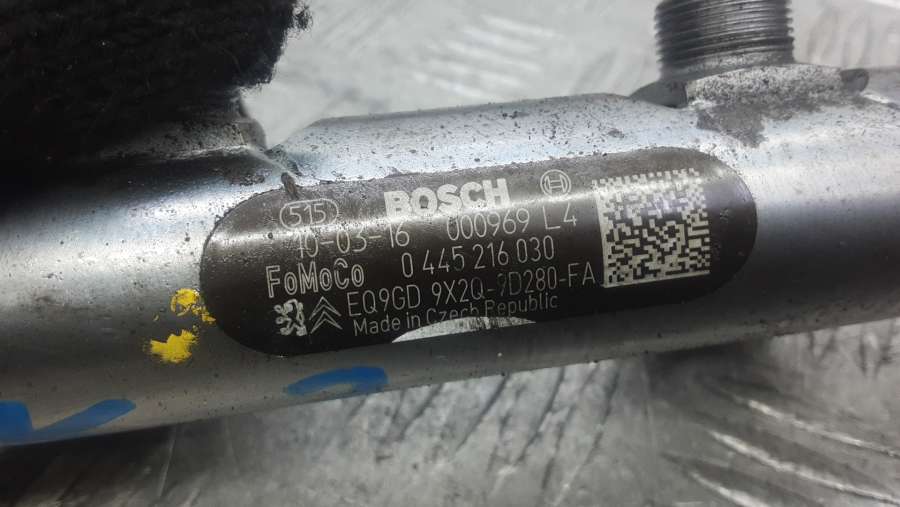 BOSCH
515
10-03-16 000969 L4
FoMoCo 0 445 216 030
EQ9GD 9X2Q-9D280-FA
Made in Czech Republic